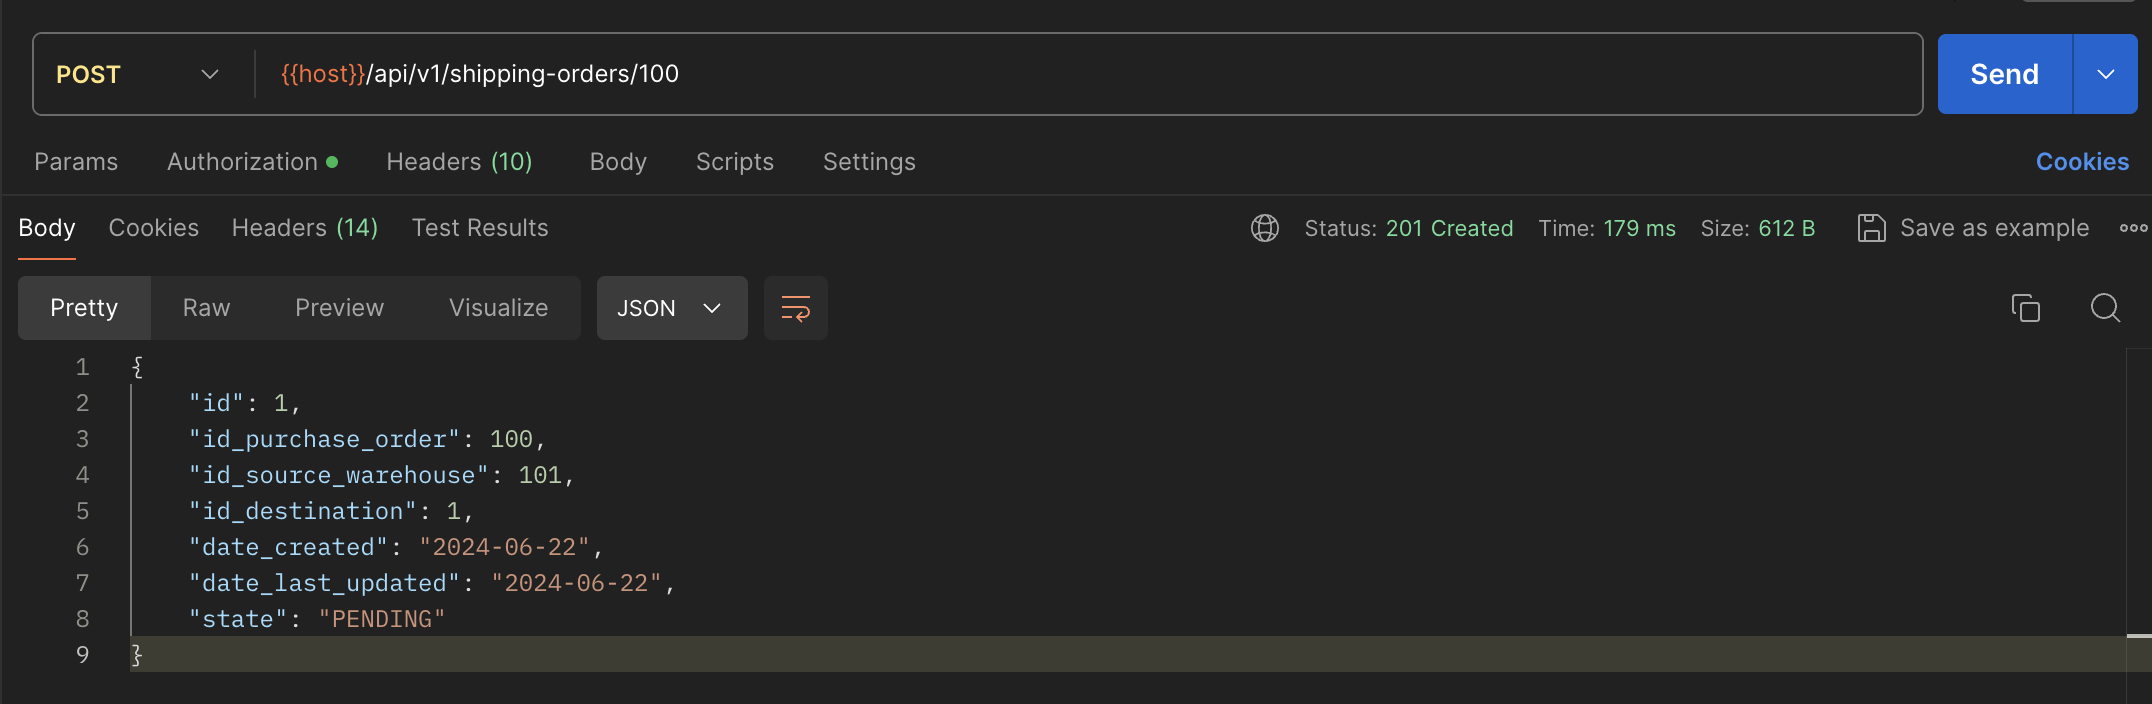 POST {{host}}/api/v1/shipping-orders/100 Send
Params Authorization Headers (10) Body Scripts Settings Cookies
Body Cookies Headers (14) Test Results Status: 201 Created Time: 179 ms Size: 612 B Save as example
Pretty Raw Preview Visualize JSON
1 {
2 "id": 1,
3 "id_purchase_order": 100,
4 "id_source_warehouse": 101,
5 "id_destination": 1,
6 "date_created": "2024-06-22",
7 "date_last_updated": "2024-06-22",
8 "state": "PENDING"
9 }